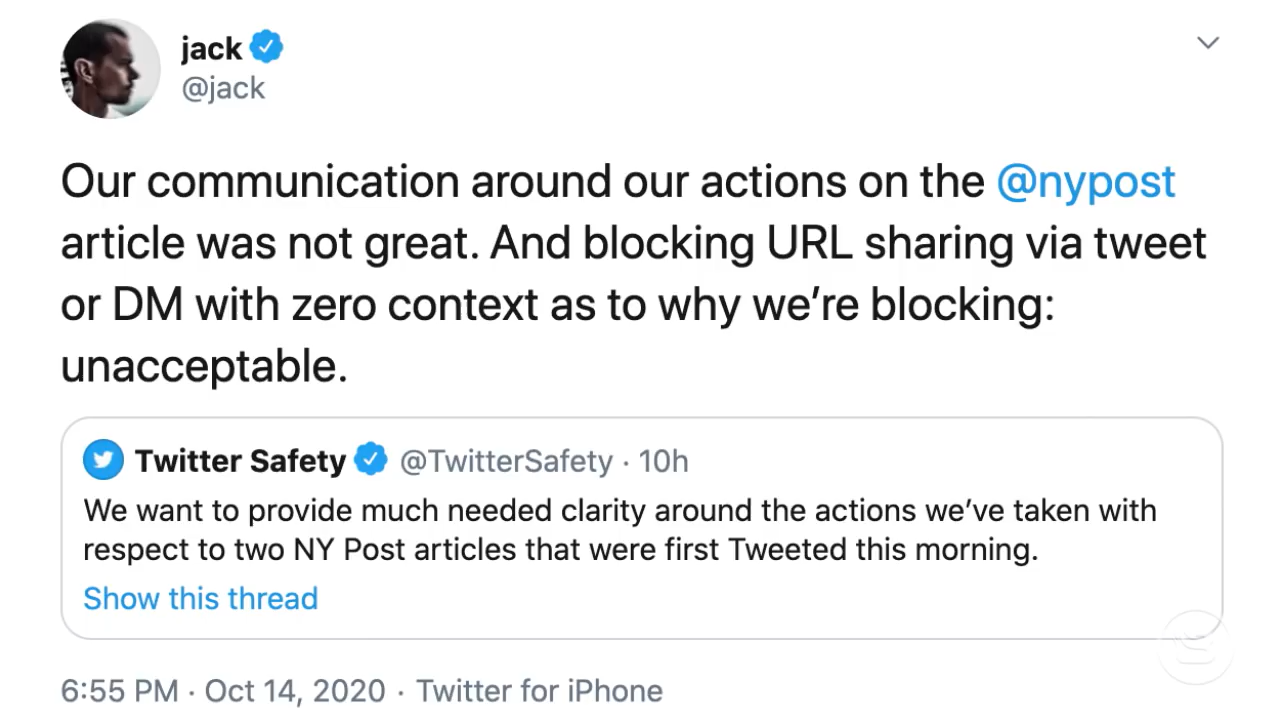 jack
@jack
Our communication around our actions on the @nypost
article was not great. And blocking URL sharing via tweet
or DM with zero context as to why we’re blocking:
unacceptable.
Twitter Safety @TwitterSafety · 10h
We want to provide much needed clarity around the actions we’ve taken with
respect to two NY Post articles that were first Tweeted this morning.
Show this thread
6:55 PM · Oct 14, 2020 · Twitter for iPhone